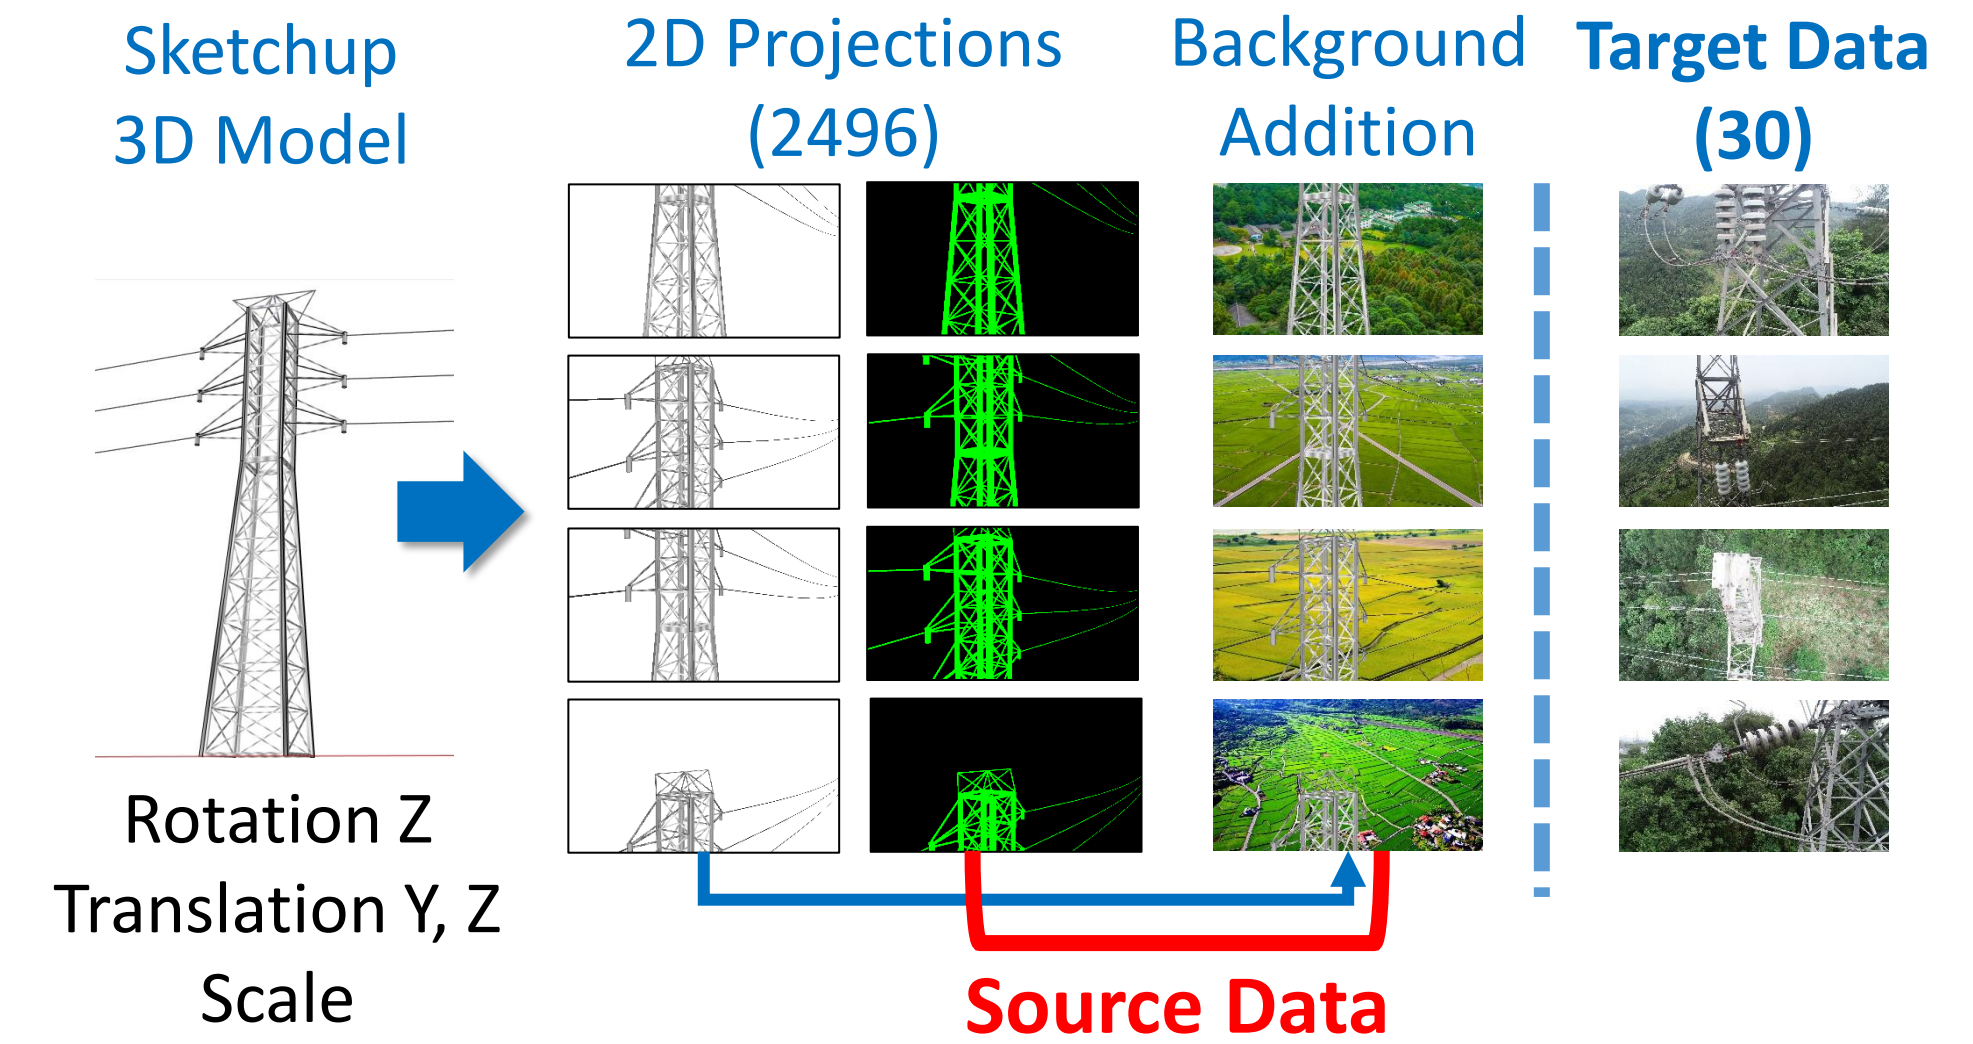 Sketchup
3D Model
2D Projections
(2496)
Background
Addition
Target Data
(30)
Rotation Z
Translation Y, Z
Scale
Source Data